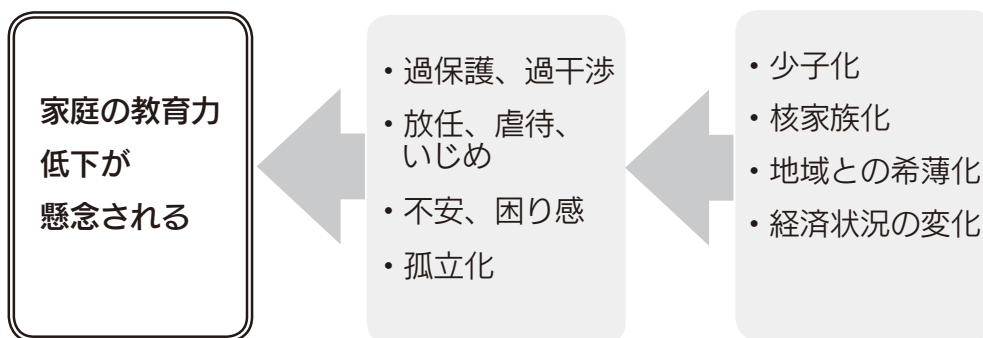 家庭の教育力
低下が
懸念される
・過保護、過干渉
・放任、虐待、
いじめ
・不安、困り感
・孤立化
・少子化
・核家族化
・地域との希薄化
・経済状況の変化